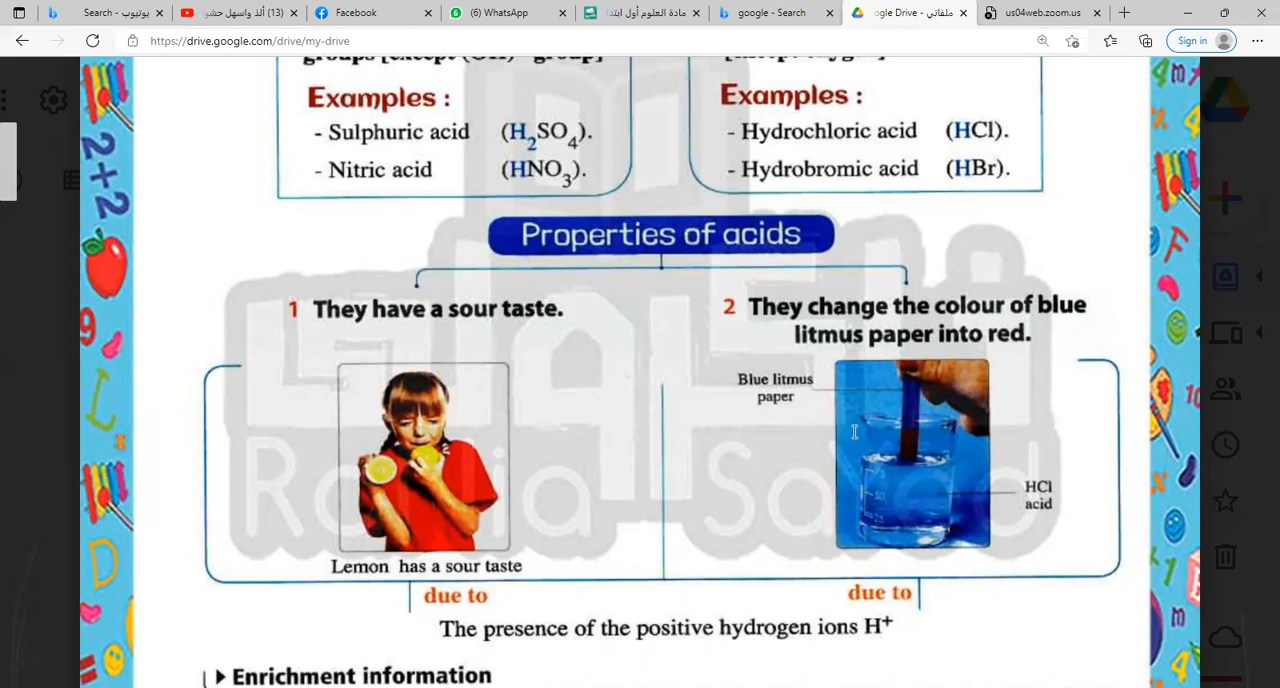 Search - يوتيوب
(13) ألذ واسهل حشو
Facebook
(6) WhatsApp
مادة العلوم أول ابتدا
google - Search
ملفاتي - ogle Drive
us04web.zoom.us
https://drive.google.com/drive/my-drive
Sign in
Examples :
- Sulphuric acid (H2SO4).
- Nitric acid (HNO3).
Examples :
- Hydrochloric acid (HCl).
- Hydrobromic acid (HBr).
Properties of acids
1 They have a sour taste.
2 They change the colour of blue
litmus paper into red.
Blue litmus
paper
HCl
acid
Lemon has a sour taste
due to
due to
The presence of the positive hydrogen ions H+
Enrichment information
2+2